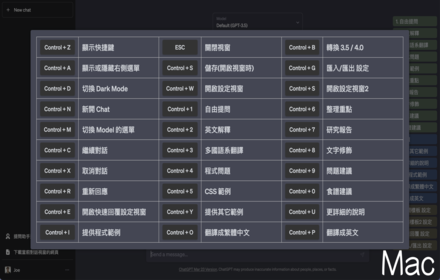 + New chat
Model
Default (GPT-3.5)
Control + Z 顯示快捷鍵 ESC 關閉視窗 Control + B 轉換 3.5 / 4.0
Control + A 顯示或隱藏右側選單 Control + S 儲存(開啟視窗時) Control + G 匯入/匯出 設定
Control + D 切換 Dark Mode Control + W 開啟設定視窗 Control + S 開啟設定視窗2
Control + N 新開 Chat Control + 1 自由提問 Control + 6 整理重點
Control + M 切換 Model 的選單 Control + 2 英文解釋 Control + 7 研究報告
Control + C 繼續對話 Control + 3 多國語系翻譯 Control + 8 文字修飾
Control + X 取消對話 Control + 4 程式問題 Control + 9 問題建議
Control + R 重新回應 Control + 5 CSS 範例 Control + 0 食譜建議
Control + E 開啟快速回覆設定視窗 Control + Y 提供其它範例 Control + U 更詳細的說明
Control + I 提供程式範例 Control + O 翻譯成繁體中文 Control + P 翻譯成英文
Send a message...
Joe
Mac